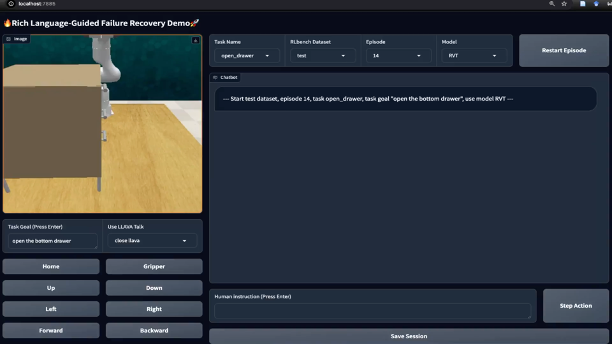 localhost:7886
🔥Rich Language-Guided Failure Recovery Demo🚀
Image
Task Name
open_drawer
RLbench Dataset
test
Episode
14
Model
RVT
Restart Episode
Chatbot
--- Start test dataset, episode 14, task open_drawer, task goal "open the bottom drawer", use model RVT ---
Task Goal (Press Enter)
open the bottom drawer
Use LLAVA Talk
close llava
Home
Gripper
Up
Down
Left
Right
Forward
Backward
Human Instruction (Press Enter)
Step Action
Save Session